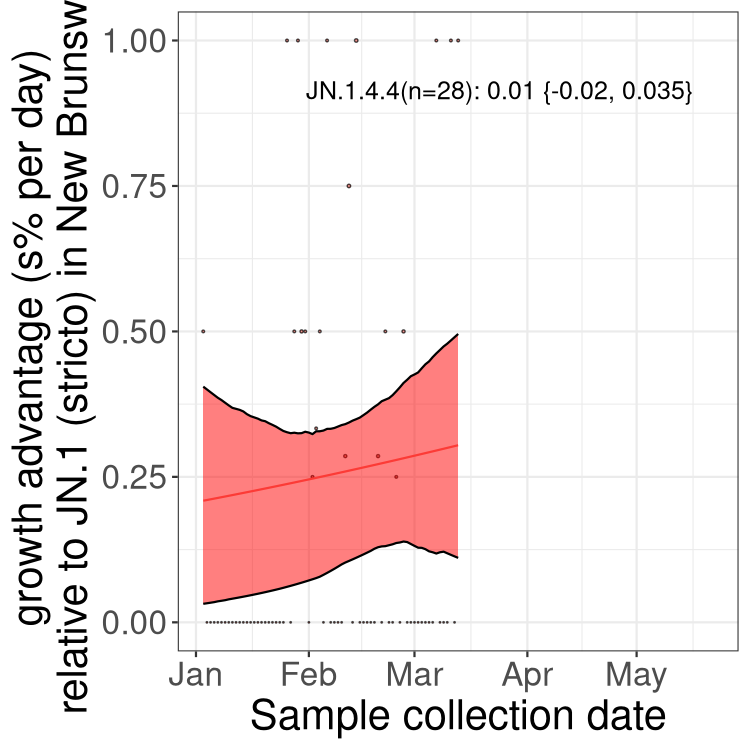 growth advantage (s% per day)
relative to JN.1 (stricto) in New Brunsw
1.00
0.75
0.50
0.25
0.00
JN.1.4.4(n=28): 0.01 {-0.02, 0.035}
Jan Feb Mar Apr May
Sample collection date